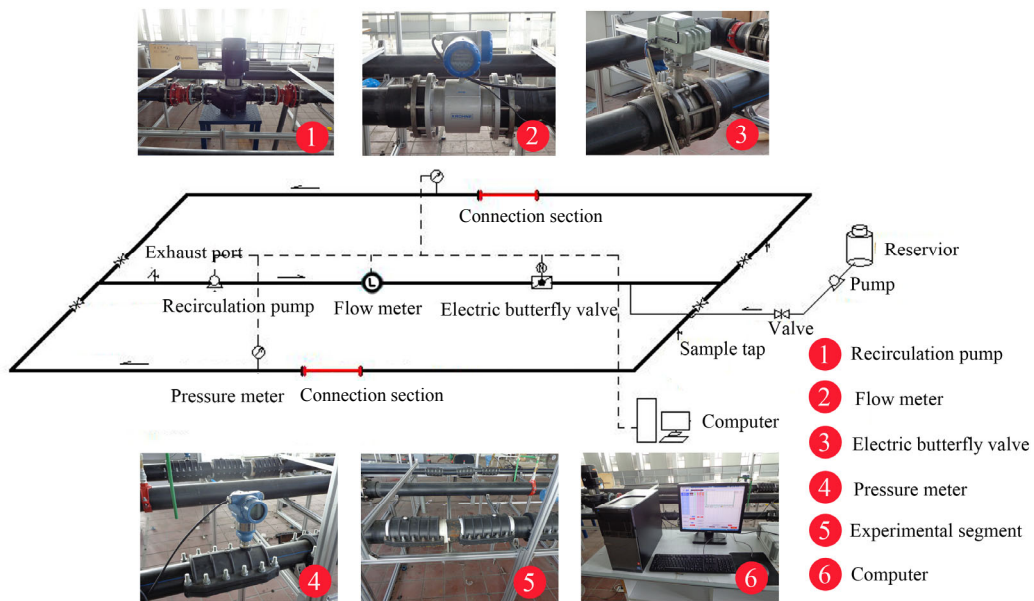 1
2
3
Connection section
Exhaust port
Reservior
Recirculation pump
L
Flow meter
Electric butterfly valve
Pump
Valve
Sample tap
Pressure meter
Connection section
Computer
1 Recirculation pump
2 Flow meter
3 Electric butterfly valve
4 Pressure meter
5 Experimental segment
6 Computer
4
5
6